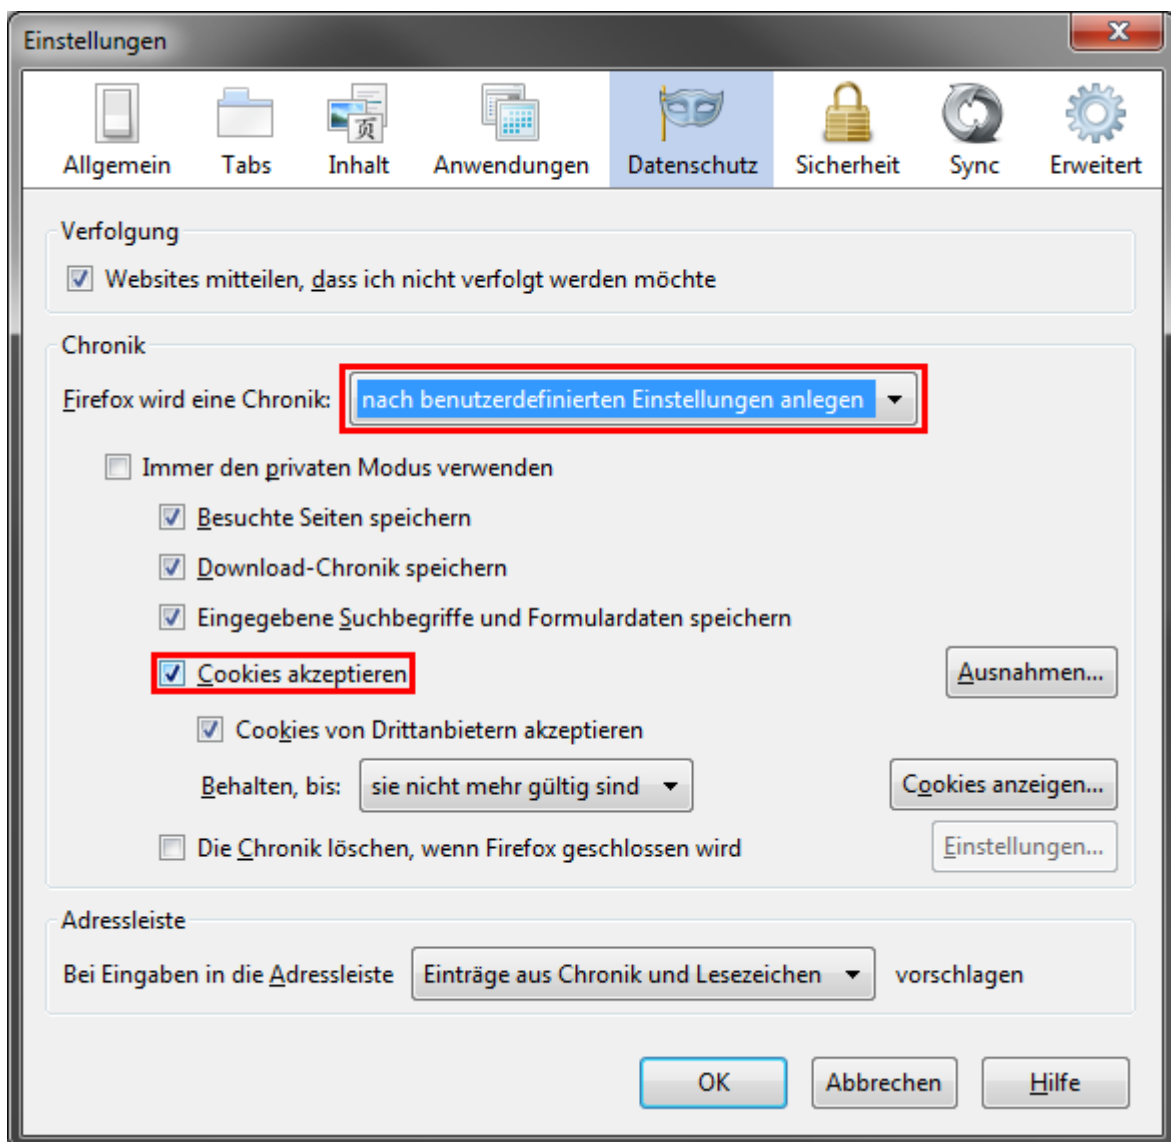 Einstellungen
Allgemein Tabs Inhalt Anwendungen Datenschutz Sicherheit Sync Erweitert
页
Verfolgung
Websites mitteilen, dass ich nicht verfolgt werden möchte
Chronik
Firefox wird eine Chronik: nach benutzerdefinierten Einstellungen anlegen
Immer den privaten Modus verwenden
Besuchte Seiten speichern
Download-Chronik speichern
Eingegebene Suchbegriffe und Formulardaten speichern
Cookies akzeptieren Ausnahmen...
Cookies von Drittanbietern akzeptieren
Behalten, bis: sie nicht mehr gültig sind Cookies anzeigen...
Die Chronik löschen, wenn Firefox geschlossen wird Einstellungen...
Adressleiste
Bei Eingaben in die Adressleiste Einträge aus Chronik und Lesezeichen vorschlagen
OK Abbrechen Hilfe